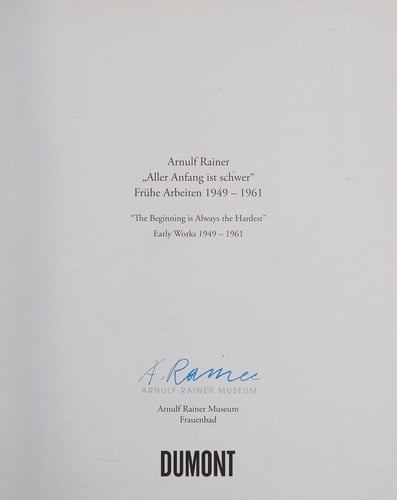 Arnulf Rainer
„Aller Anfang ist schwer“
Frühe Arbeiten 1949 – 1961
“The Beginning is Always the Hardest”
Early Works 1949 – 1961
A. Rainer
ARNULF RAINER MUSEUM
Arnulf Rainer Museum
Frauenbad
DUMONT